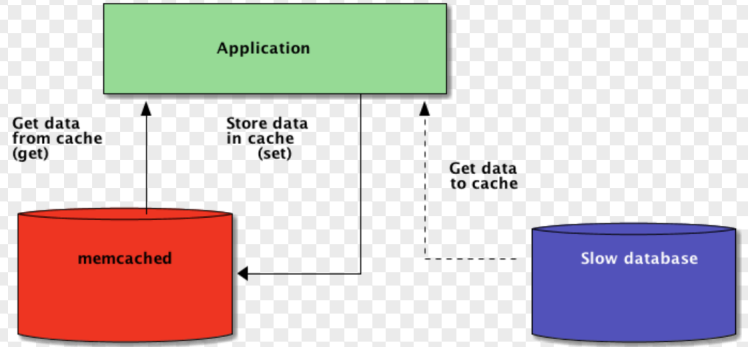 Application
Get data
from cache
(get)
Store data
in cache
(set)
Get data
to cache
memcached
Slow database